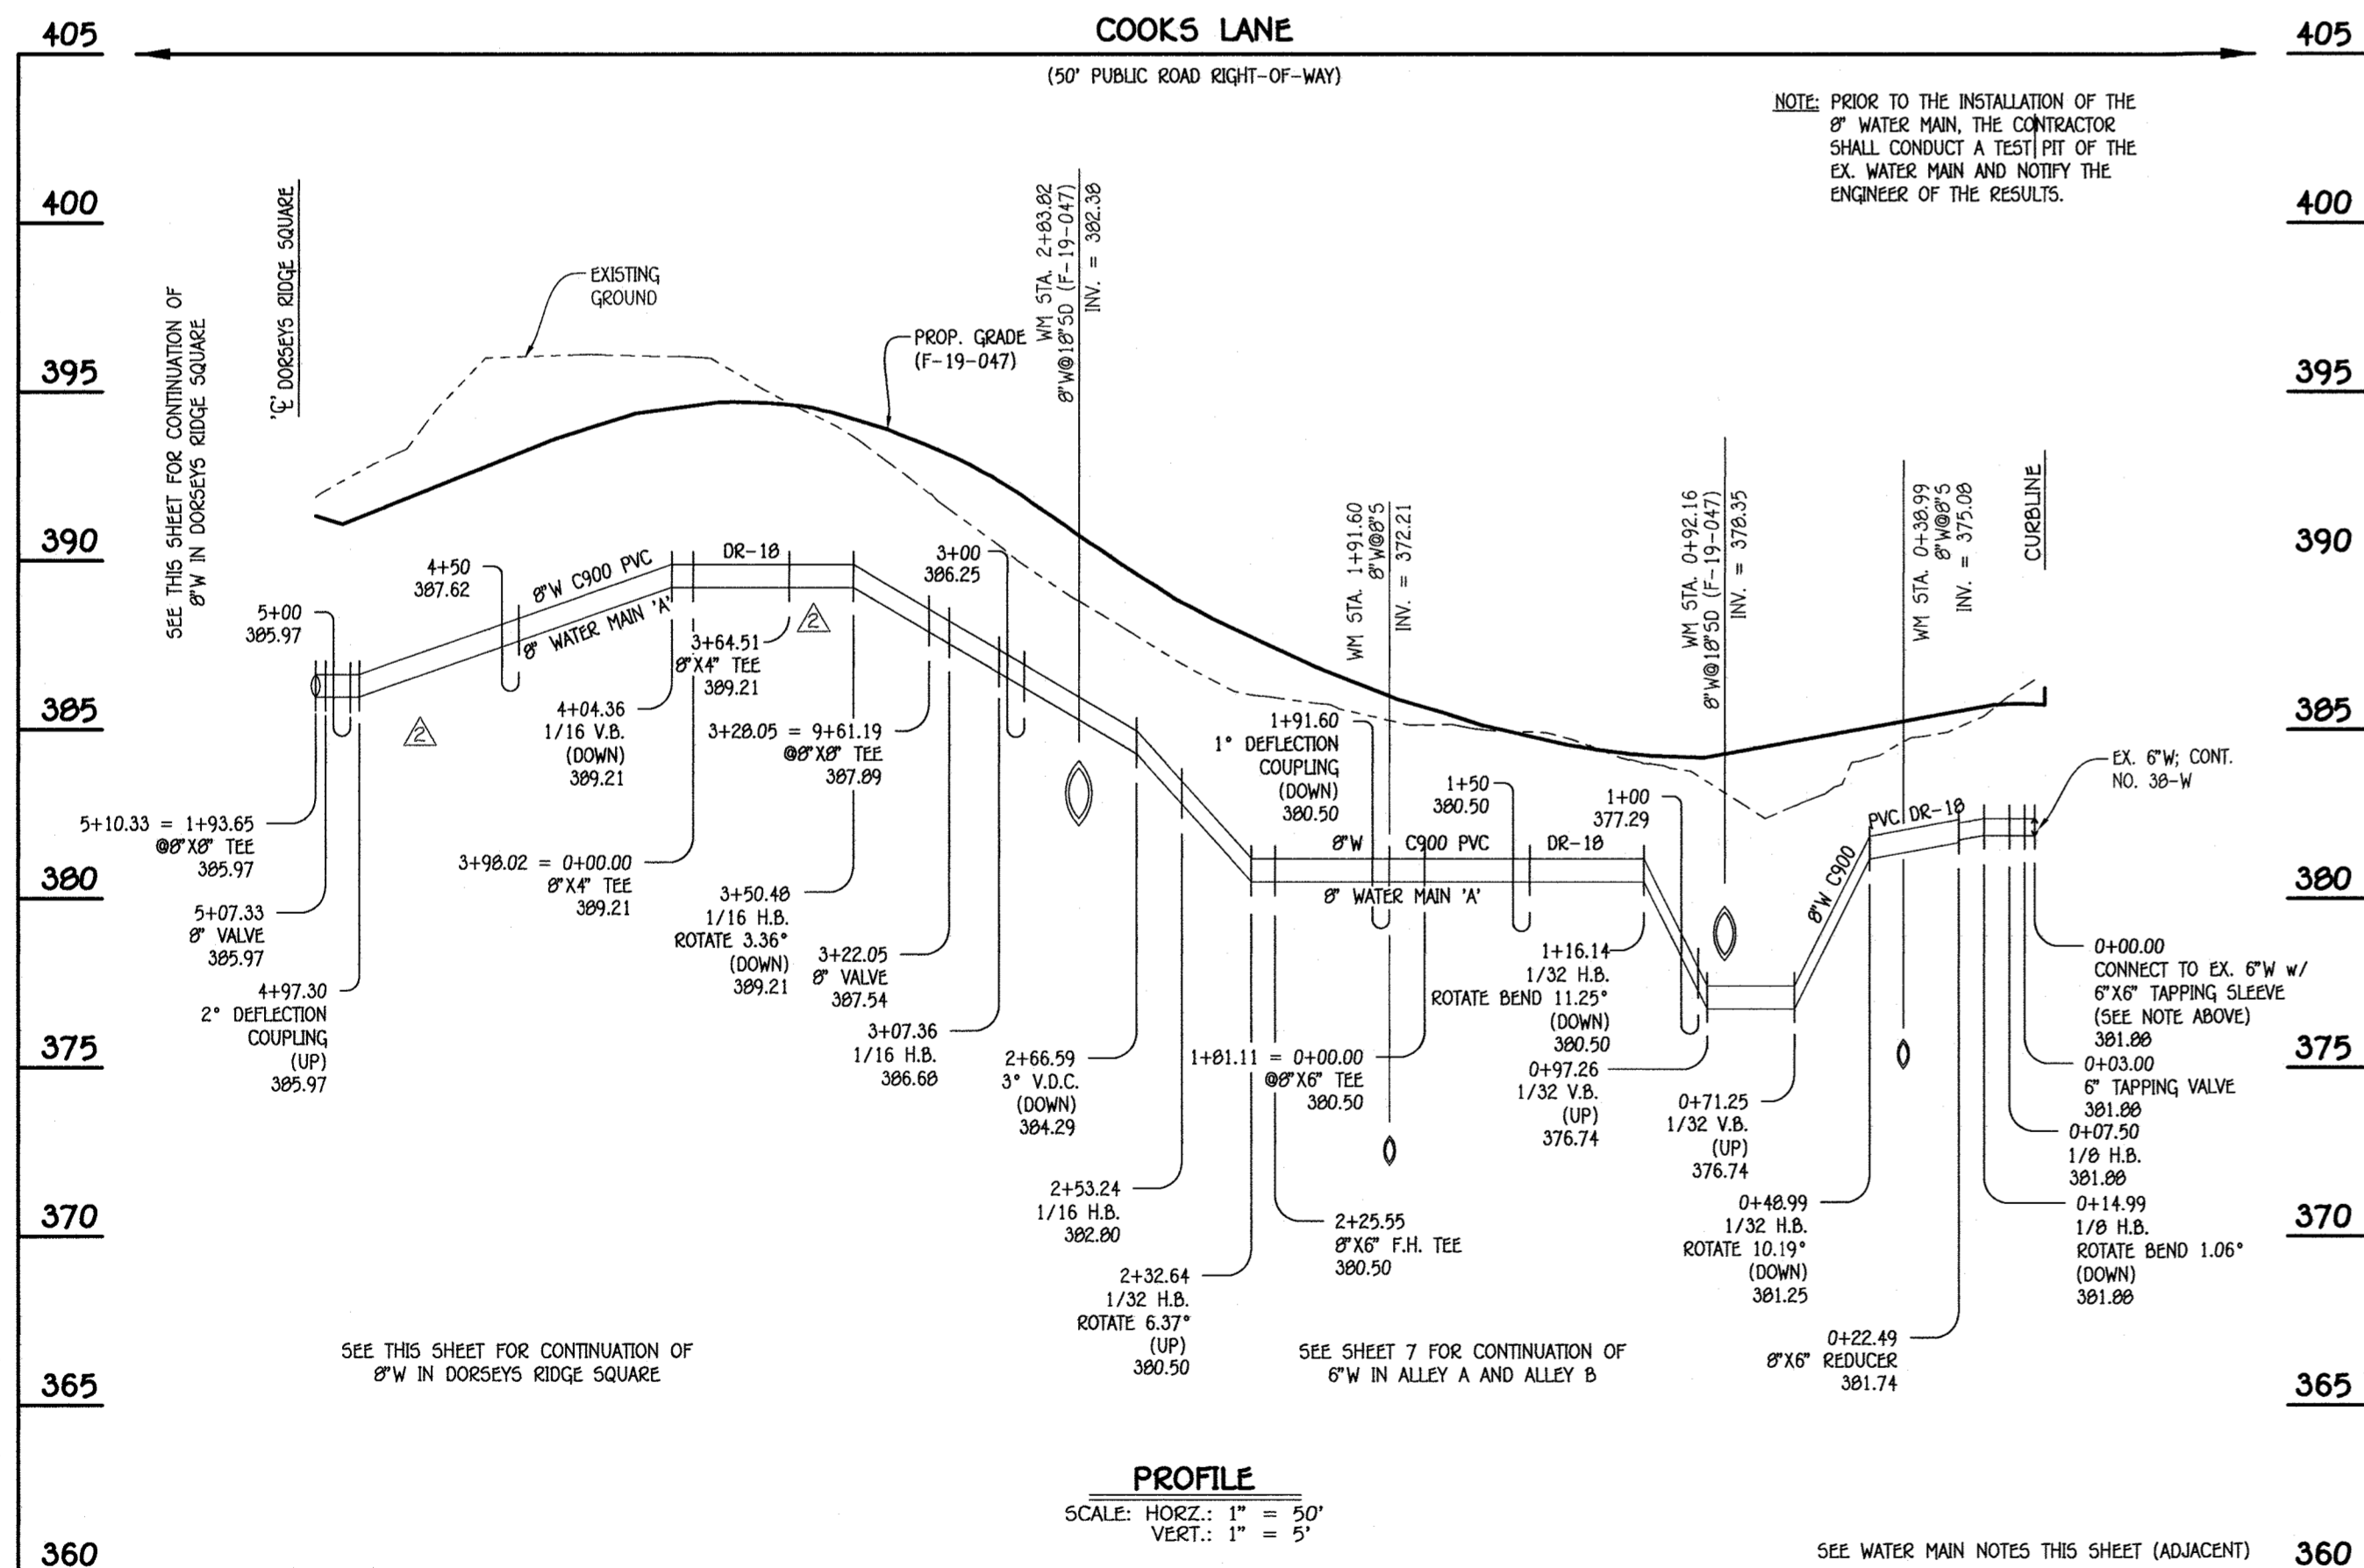 COOKS LANE
(50' PUBLIC ROAD RIGHT-OF-WAY)
405
400
395
390
385
380
375
370
365
360
405
400
395
390
385
380
375
370
365
360
NOTE: PRIOR TO THE INSTALLATION OF THE
8" WATER MAIN, THE CONTRACTOR
SHALL CONDUCT A TEST PIT OF THE
EX. WATER MAIN AND NOTIFY THE
ENGINEER OF THE RESULTS.
SEE THIS SHEET FOR CONTINUATION OF
8"W IN DORSEYS RIDGE SQUARE
'℄' DORSEYS RIDGE SQUARE
EXISTING
GROUND
PROP. GRADE
(F-19-047)
WM STA. 2+83.82
8"W@18"SD (F-19-047)
INV. = 382.38
WM STA. 1+91.60
8"W@8"S
INV. = 372.21
WM STA. 0+92.16
8"W@18"SD (F-19-047)
INV. = 378.35
WM STA. 0+38.99
8"W@8"S
INV. = 375.08
CURBLINE
5+00
385.97
4+50
387.62
8"W C900 PVC
DR-18
8" WATER MAIN 'A'
3+00
386.25
2
2
3+64.51
8"X4" TEE
389.21
4+04.36
1/16 V.B.
(DOWN)
389.21
3+28.05 = 9+61.19
@8"X8" TEE
387.89
5+10.33 = 1+93.65
@8"X8" TEE
385.97
3+98.02 = 0+00.00
8"X4" TEE
389.21
5+07.33
8" VALVE
385.97
3+50.48
1/16 H.B.
ROTATE 3.36°
(DOWN)
389.21
3+22.05
8" VALVE
387.54
4+97.30
2° DEFLECTION
COUPLING
(UP)
385.97
3+07.36
1/16 H.B.
386.68
2+66.59
3° V.D.C.
(DOWN)
384.29
2+53.24
1/16 H.B.
382.80
2+32.64
1/32 H.B.
ROTATE 6.37°
(UP)
380.50
2+25.55
8"X6" F.H. TEE
380.50
1+91.60
1° DEFLECTION
COUPLING
(DOWN)
380.50
1+50
380.50
1+00
377.29
8"W C900 PVC DR-18
8" WATER MAIN 'A'
1+81.11 = 0+00.00
@8"X6" TEE
380.50
1+16.14
1/32 H.B.
ROTATE BEND 11.25°
(DOWN)
380.50
0+97.26
1/32 V.B.
(UP)
376.74
0+71.25
1/32 V.B.
(UP)
376.74
8"W C900
PVC DR-18
0+48.99
1/32 H.B.
ROTATE 10.19°
(DOWN)
381.25
0+22.49
8"X6" REDUCER
381.74
EX. 6"W; CONT.
NO. 38-W
0+00.00
CONNECT TO EX. 6"W w/
6"X6" TAPPING SLEEVE
(SEE NOTE ABOVE)
381.88
0+03.00
6" TAPPING VALVE
381.88
0+07.50
1/8 H.B.
381.88
0+14.99
1/8 H.B.
ROTATE BEND 1.06°
(DOWN)
381.88
SEE THIS SHEET FOR CONTINUATION OF
8"W IN DORSEYS RIDGE SQUARE
SEE SHEET 7 FOR CONTINUATION OF
6"W IN ALLEY A AND ALLEY B
PROFILE
SCALE: HORZ.: 1" = 50'
VERT.: 1" = 5'
SEE WATER MAIN NOTES THIS SHEET (ADJACENT)